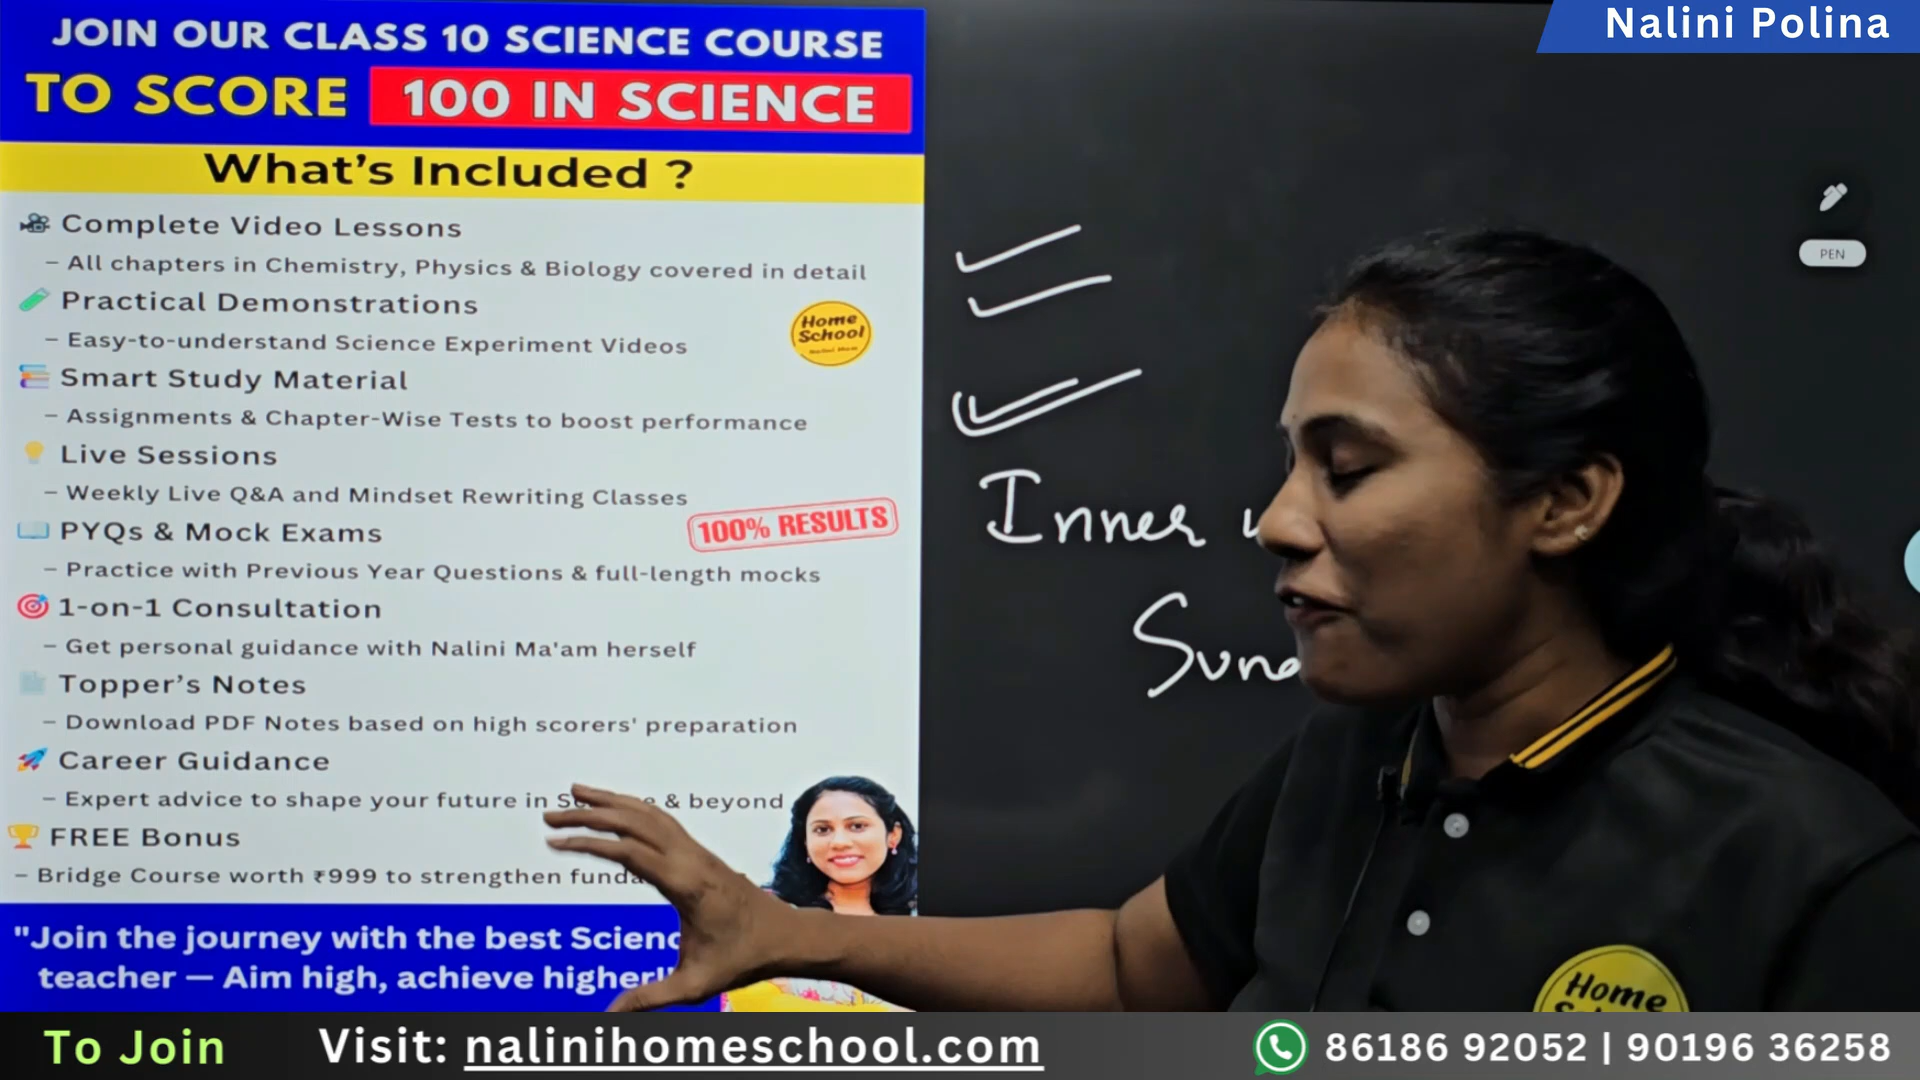 Nalini Polina
JOIN OUR CLASS 10 SCIENCE COURSE
TO SCORE 100 IN SCIENCE
What's Included ?
Complete Video Lessons
– All chapters in Chemistry, Physics & Biology covered in detail
Practical Demonstrations
– Easy-to-understand Science Experiment Videos
Home
School
Smart Study Material
– Assignments & Chapter-Wise Tests to boost performance
Live Sessions
– Weekly Live Q&A and Mindset Rewriting Classes
PYQs & Mock Exams
100% RESULTS
– Practice with Previous Year Questions & full-length mocks
1-on-1 Consultation
– Get personal guidance with Nalini Ma'am herself
Topper's Notes
– Download PDF Notes based on high scorers' preparation
Career Guidance
– Expert advice to shape your future in & beyond
FREE Bonus
– Bridge Course worth ₹999 to strengthen
"Join the journey with the best
teacher — Aim high, achieve higher!"
PEN
Inner
Home
To Join
Visit: nalinihomeschool.com
86186 92052 | 90196 36258